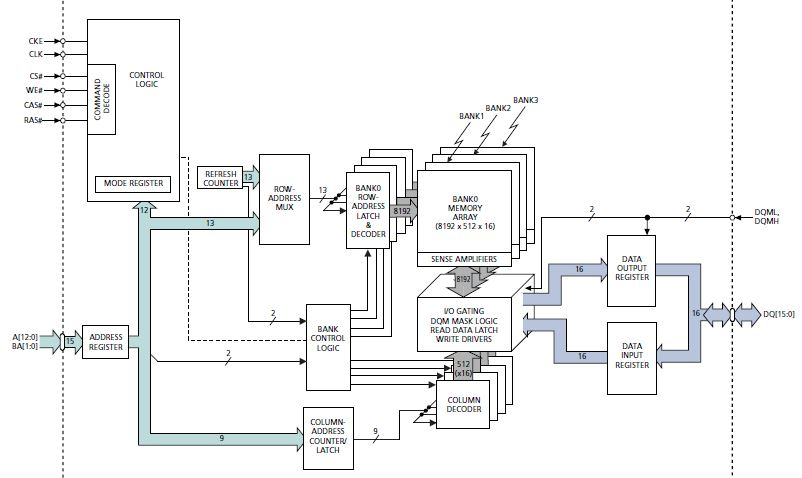 CKE
CLK
CS#
WE#
CAS#
RAS#
COMMAND
DECODE
CONTROL
LOGIC
MODE REGISTER
12
REFRESH
COUNTER
13
13
ROW-
ADDRESS
MUX
13
BANK0
ROW-
ADDRESS
LATCH
&
DECODER
8192
BANK1
BANK2
BANK3
BANK0
MEMORY
ARRAY
(8192 x 512 x 16)
SENSE AMPLIFIERS
8192
I/O GATING
DQM MASK LOGIC
READ DATA LATCH
WRITE DRIVERS
512
(x16)
COLUMN
DECODER
2
2
BANK
CONTROL
LOGIC
A[12:0]
BA[1:0]
15
ADDRESS
REGISTER
9
COLUMN-
ADDRESS
COUNTER/
LATCH
9
2
2
DQML,
DQMH
16
DATA
OUTPUT
REGISTER
16
DQ[15:0]
16
DATA
INPUT
REGISTER